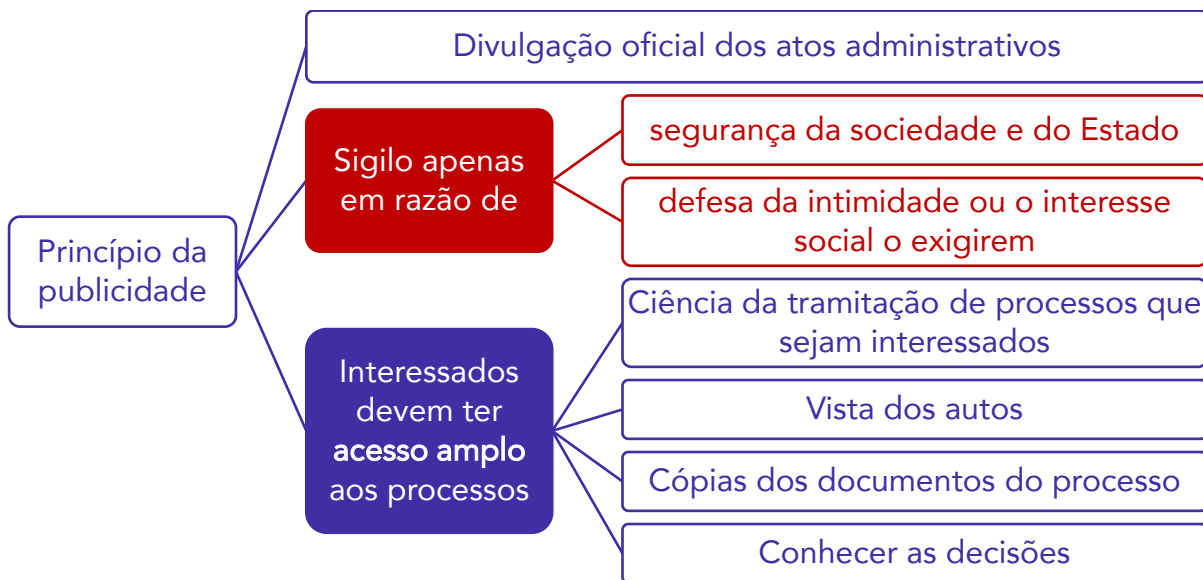 Divulgação oficial dos atos administrativos
Sigilo apenas
em razão de
segurança da sociedade e do Estado
defesa da intimidade ou o interesse
social o exigirem
Princípio da
publicidade
Interessados
devem ter
acesso amplo
aos processos
Ciência da tramitação de processos que
sejam interessados
Vista dos autos
Cópias dos documentos do processo
Conhecer as decisões